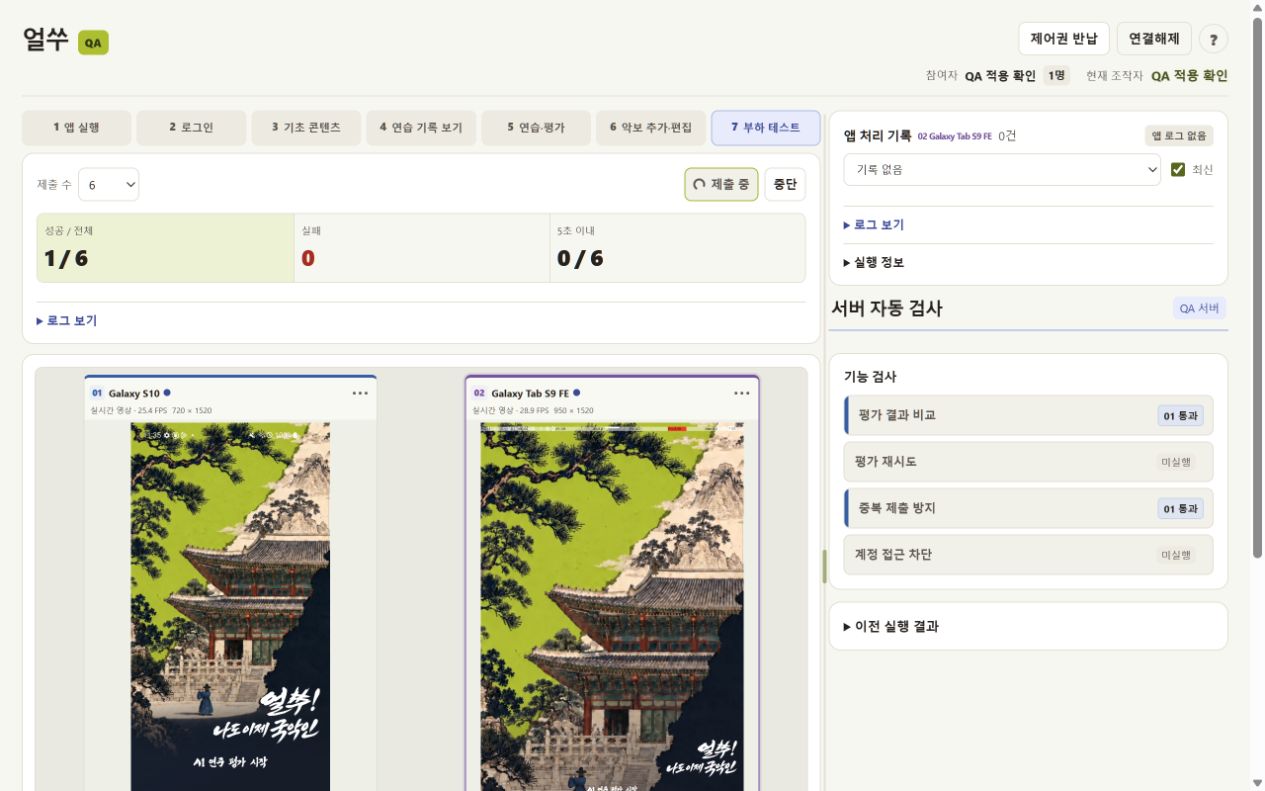 얼쑤 QA
제어권 반납 연결해제 ?
참여자 QA 적용 확인 1명 현재 조작자 QA 적용 확인
1 앱 실행
2 로그인
3 기초 콘텐츠
4 연습 기록 보기
5 연습·평가
6 악보 추가·편집
7 부하 테스트
제출 수 6
제출 중 중단
성공 / 전체
1 / 6
실패
0
5초 이내
0 / 6
로그 보기
01 Galaxy S10
실시간 영상 · 25.4 FPS 720 × 1520
얼쑤!
나도 이제 국악인
AI 연주 평가 시작
02 Galaxy Tab S9 FE
실시간 영상 · 28.9 FPS 950 × 1520
얼쑤!
나도 이제 국악인
AI 연주 평가 시작
앱 처리 기록 02 Galaxy Tab S9 FE 0건 앱 로그 없음
기록 없음 최신
로그 보기
실행 정보
서버 자동 검사 QA 서버
기능 검사
평가 결과 비교 01 통과
평가 재시도 미실행
중복 제출 방지 01 통과
계정 접근 차단 미실행
이전 실행 결과